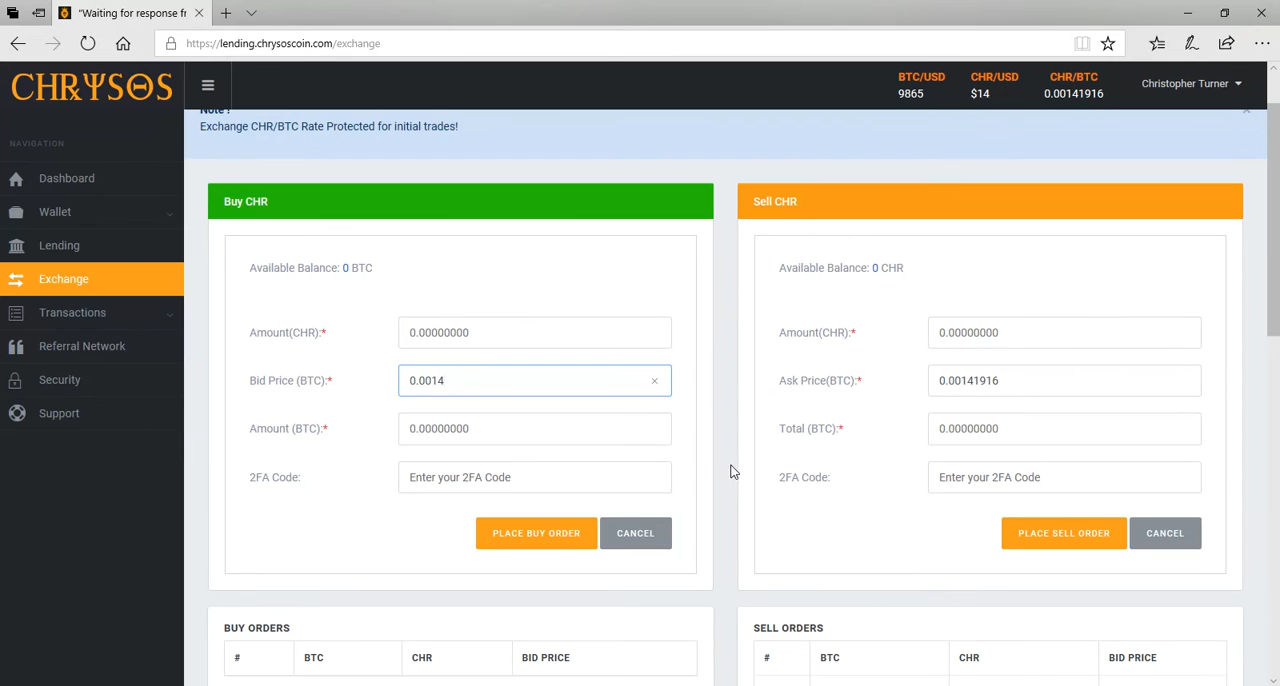 "Waiting for response fr
https://lending.chrysoscoin.com/exchange
CHRΨSΘS
BTC/USD
9865
CHR/USD
$14
CHR/BTC
0.00141916
Christopher Turner
NAVIGATION
Dashboard
Wallet
Lending
Exchange
Transactions
Referral Network
Security
Support
Note !
Exchange CHR/BTC Rate Protected for initial trades!
Buy CHR
Available Balance: 0 BTC
Amount(CHR):* 0.00000000
Bid Price (BTC):* 0.0014
Amount (BTC):* 0.00000000
2FA Code: Enter your 2FA Code
PLACE BUY ORDER CANCEL
Sell CHR
Available Balance: 0 CHR
Amount(CHR):* 0.00000000
Ask Price(BTC):* 0.00141916
Total (BTC):* 0.00000000
2FA Code: Enter your 2FA Code
PLACE SELL ORDER CANCEL
BUY ORDERS
# BTC CHR BID PRICE
SELL ORDERS
# BTC CHR BID PRICE